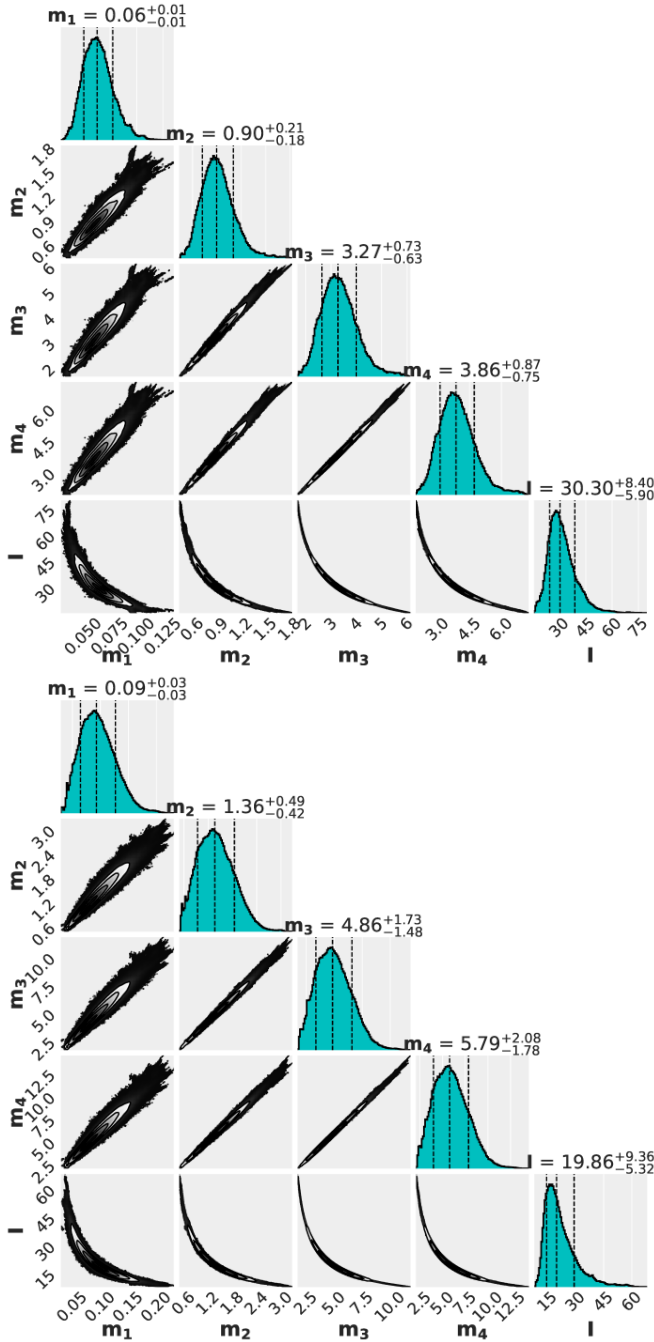 m₁ = 0.06 +0.01 −0.01
m₂ = 0.90 +0.21 −0.18
m₂
1.8
1.5
1.2
0.9
0.6
m₃ = 3.27 +0.73 −0.63
m₃
6
5
4
3
2
m₄ = 3.86 +0.87 −0.75
m₄
6.0
4.5
3.0
I = 30.30 +8.40 −5.90
I
75
60
45
30
0.050 0.075 0.100 0.125
0.6 0.9 1.2 1.5 1.8
2 3 4 5 6
3.0 4.5 6.0
30 45 60 75
m₁ m₂ m₃ m₄ I
m₁ = 0.09 +0.03 −0.03
m₂ = 1.36 +0.49 −0.42
m₂
3.0
2.4
1.8
1.2
0.6
m₃ = 4.86 +1.73 −1.48
m₃
10.0
7.5
5.0
2.5
m₄ = 5.79 +2.08 −1.78
m₄
12.5
10.0
7.5
5.0
2.5
I = 19.86 +9.36 −5.32
I
60
45
30
15
0.05 0.10 0.15 0.20
0.6 1.2 1.8 2.4 3.0
2.5 5.0 7.5 10.0
2.5 5.0 7.5 10.0 12.5
15 30 45 60
m₁ m₂ m₃ m₄ I